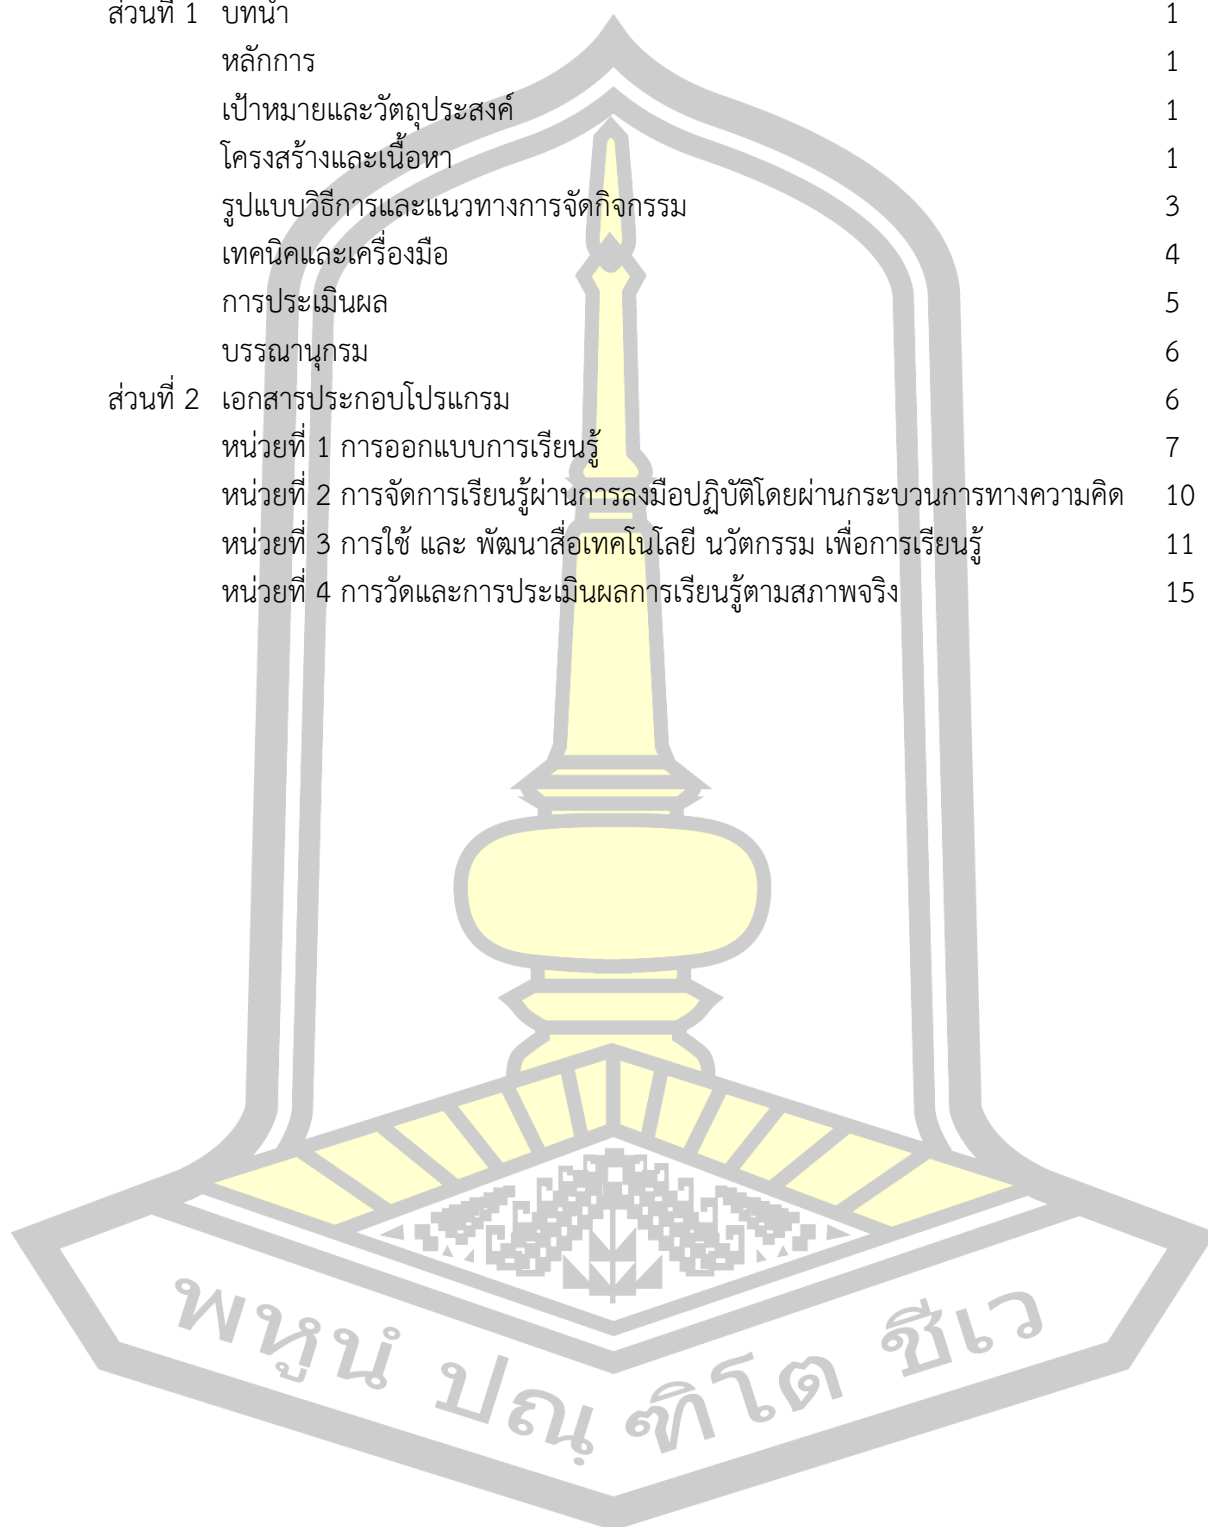 ส่วนที่ 1 บทนำ 1
หลักการ 1
เป้าหมายและวัตถุประสงค์ 1
โครงสร้างและเนื้อหา 1
รูปแบบวิธีการและแนวทางการจัดกิจกรรม 3
เทคนิคและเครื่องมือ 4
การประเมินผล 5
บรรณานุกรม 6
ส่วนที่ 2 เอกสารประกอบโปรแกรม 6
หน่วยที่ 1 การออกแบบการเรียนรู้ 7
หน่วยที่ 2 การจัดการเรียนรู้ผ่านการลงมือปฏิบัติโดยผ่านกระบวนการทางความคิด 10
หน่วยที่ 3 การใช้ และ พัฒนาสื่อเทคโนโลยี นวัตกรรม เพื่อการเรียนรู้ 11
หน่วยที่ 4 การวัดและการประเมินผลการเรียนรู้ตามสภาพจริง 15
พหูนํ ปณฺ ฑิโต ชีเว